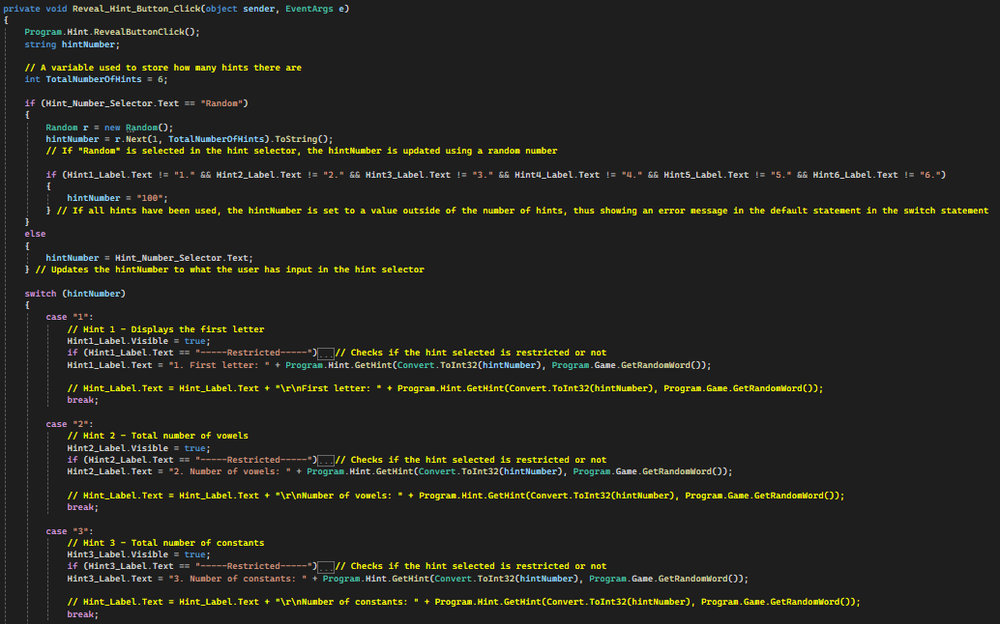 private void Reveal_Hint_Button_Click(object sender, EventArgs e)
{
Program.Hint.RevealButtonClick();
string hintNumber;
// A variable used to store how many hints there are
int TotalNumberOfHints = 6;
if (Hint_Number_Selector.Text == "Random")
{
Random r = new Random();
hintNumber = r.Next(1, TotalNumberOfHints).ToString();
// If "Random" is selected in the hint selector, the hintNumber is updated using a random number
if (Hint1_Label.Text != "1." && Hint2_Label.Text != "2." && Hint3_Label.Text != "3." && Hint4_Label.Text != "4." && Hint5_Label.Text != "5." && Hint6_Label.Text != "6.")
{
hintNumber = "100";
} // If all hints have been used, the hintNumber is set to a value outside of the number of hints, thus showing an error message in the default statement in the switch statement
}
else
{
hintNumber = Hint_Number_Selector.Text;
} // Updates the hintNumber to what the user has input in the hint selector
switch (hintNumber)
{
case "1":
// Hint 1 - Displays the first letter
Hint1_Label.Visible = true;
if (Hint1_Label.Text == "-----Restricted-----")... // Checks if the hint selected is restricted or not
Hint1_Label.Text = "1. First letter: " + Program.Hint.GetHint(Convert.ToInt32(hintNumber), Program.Game.GetRandomWord());
// Hint_Label.Text = Hint_Label.Text + "\r\nFirst letter: " + Program.Hint.GetHint(Convert.ToInt32(hintNumber), Program.Game.GetRandomWord());
break;
case "2":
// Hint 2 - Total number of vowels
Hint2_Label.Visible = true;
if (Hint2_Label.Text == "-----Restricted-----")... // Checks if the hint selected is restricted or not
Hint2_Label.Text = "2. Number of vowels: " + Program.Hint.GetHint(Convert.ToInt32(hintNumber), Program.Game.GetRandomWord());
// Hint_Label.Text = Hint_Label.Text + "\r\nNumber of vowels: " + Program.Hint.GetHint(Convert.ToInt32(hintNumber), Program.Game.GetRandomWord());
break;
case "3":
// Hint 3 - Total number of constants
Hint3_Label.Visible = true;
if (Hint3_Label.Text == "-----Restricted-----")... // Checks if the hint selected is restricted or not
Hint3_Label.Text = "3. Number of constants: " + Program.Hint.GetHint(Convert.ToInt32(hintNumber), Program.Game.GetRandomWord());
// Hint_Label.Text = Hint_Label.Text + "\r\nNumber of constants: " + Program.Hint.GetHint(Convert.ToInt32(hintNumber), Program.Game.GetRandomWord());
break;